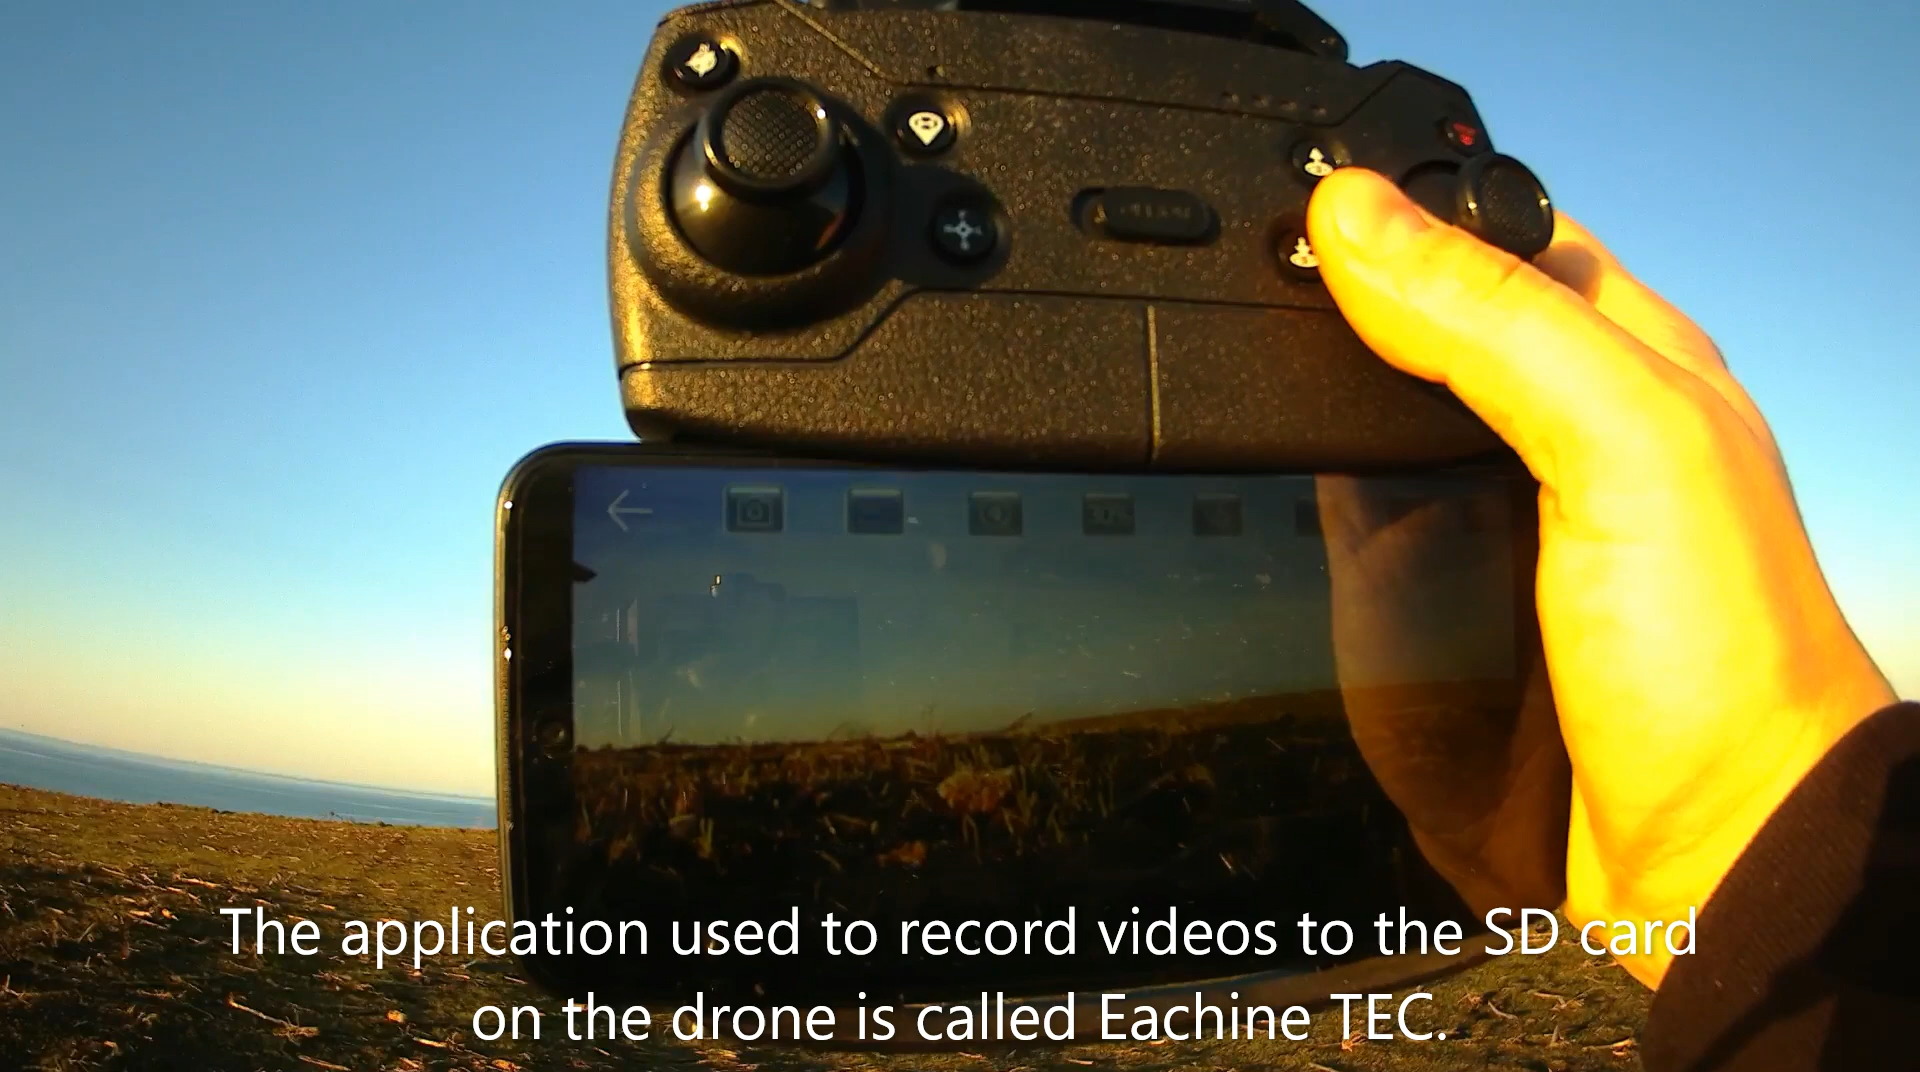 The application used to record videos to the SD card
on the drone is called Eachine TEC.